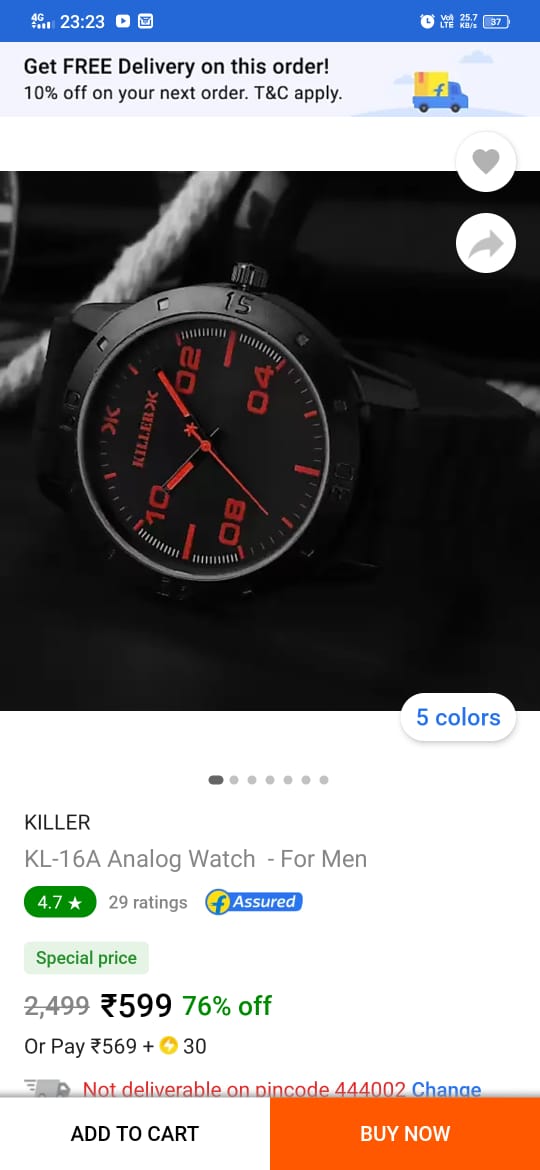 4G 23:23 Vo) LTE 25.7 KB/s 37
Get FREE Delivery on this order!
10% off on your next order. T&C apply.
15
02
04
KILLER
10
08
5 colors
KILLER
KL-16A Analog Watch - For Men
4.7 ★ 29 ratings Assured
Special price
2,499 ₹599 76% off
Or Pay ₹569 + 30
Not deliverable on pincode 444002 Change
ADD TO CART BUY NOW